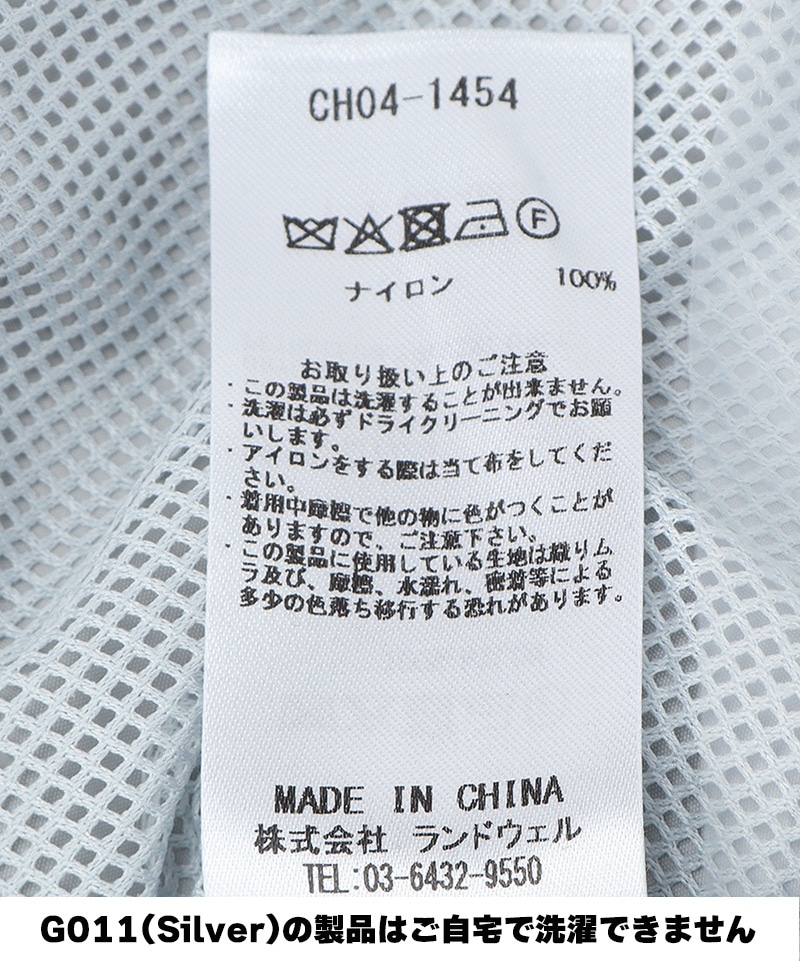 CH04-1454
F
ナイロン 100%
お取り扱い上のご注意
・この製品は洗濯することが出来ません。
・洗濯は必ずドライクリーニングでお願
いします。
・アイロンをする際は当て布をしてくだ
さい。
・着用中摩擦で他の物に色がつくことが
ありますので、ご注意下さい。
・この製品に使用している生地は織りム
ラ及び、摩擦、水濡れ、密着等による
多少の色落ち移行する恐れがあります。
MADE IN CHINA
株式会社 ランドウェル
TEL:03-6432-9550
G011(Silver)の製品はご自宅で洗濯できません